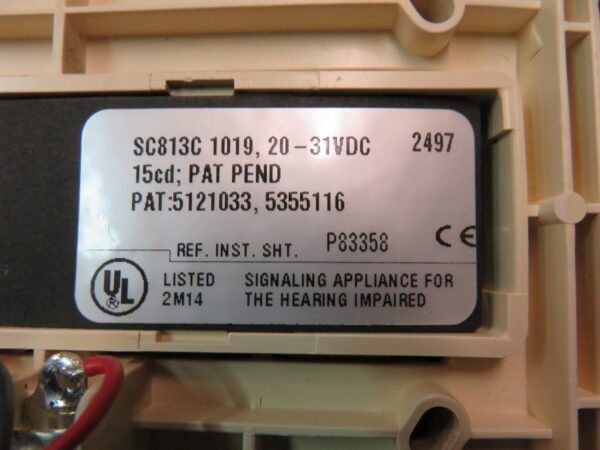 SC813C 1019, 20-31VDC 2497
15cd; PAT PEND
PAT:5121033, 5355116
REF. INST. SHT. P83358 CE
UL
®
LISTED SIGNALING APPLIANCE FOR
2M14 THE HEARING IMPAIRED